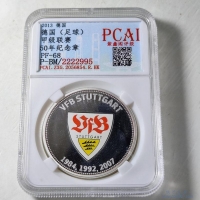 2012 德国
德国（足球）
甲级联赛
50年纪念章
PF-68
P-BM/2222995
PCAI
VFB STUTTGART
VfB
STUTTGART
1984, 1992, 2007